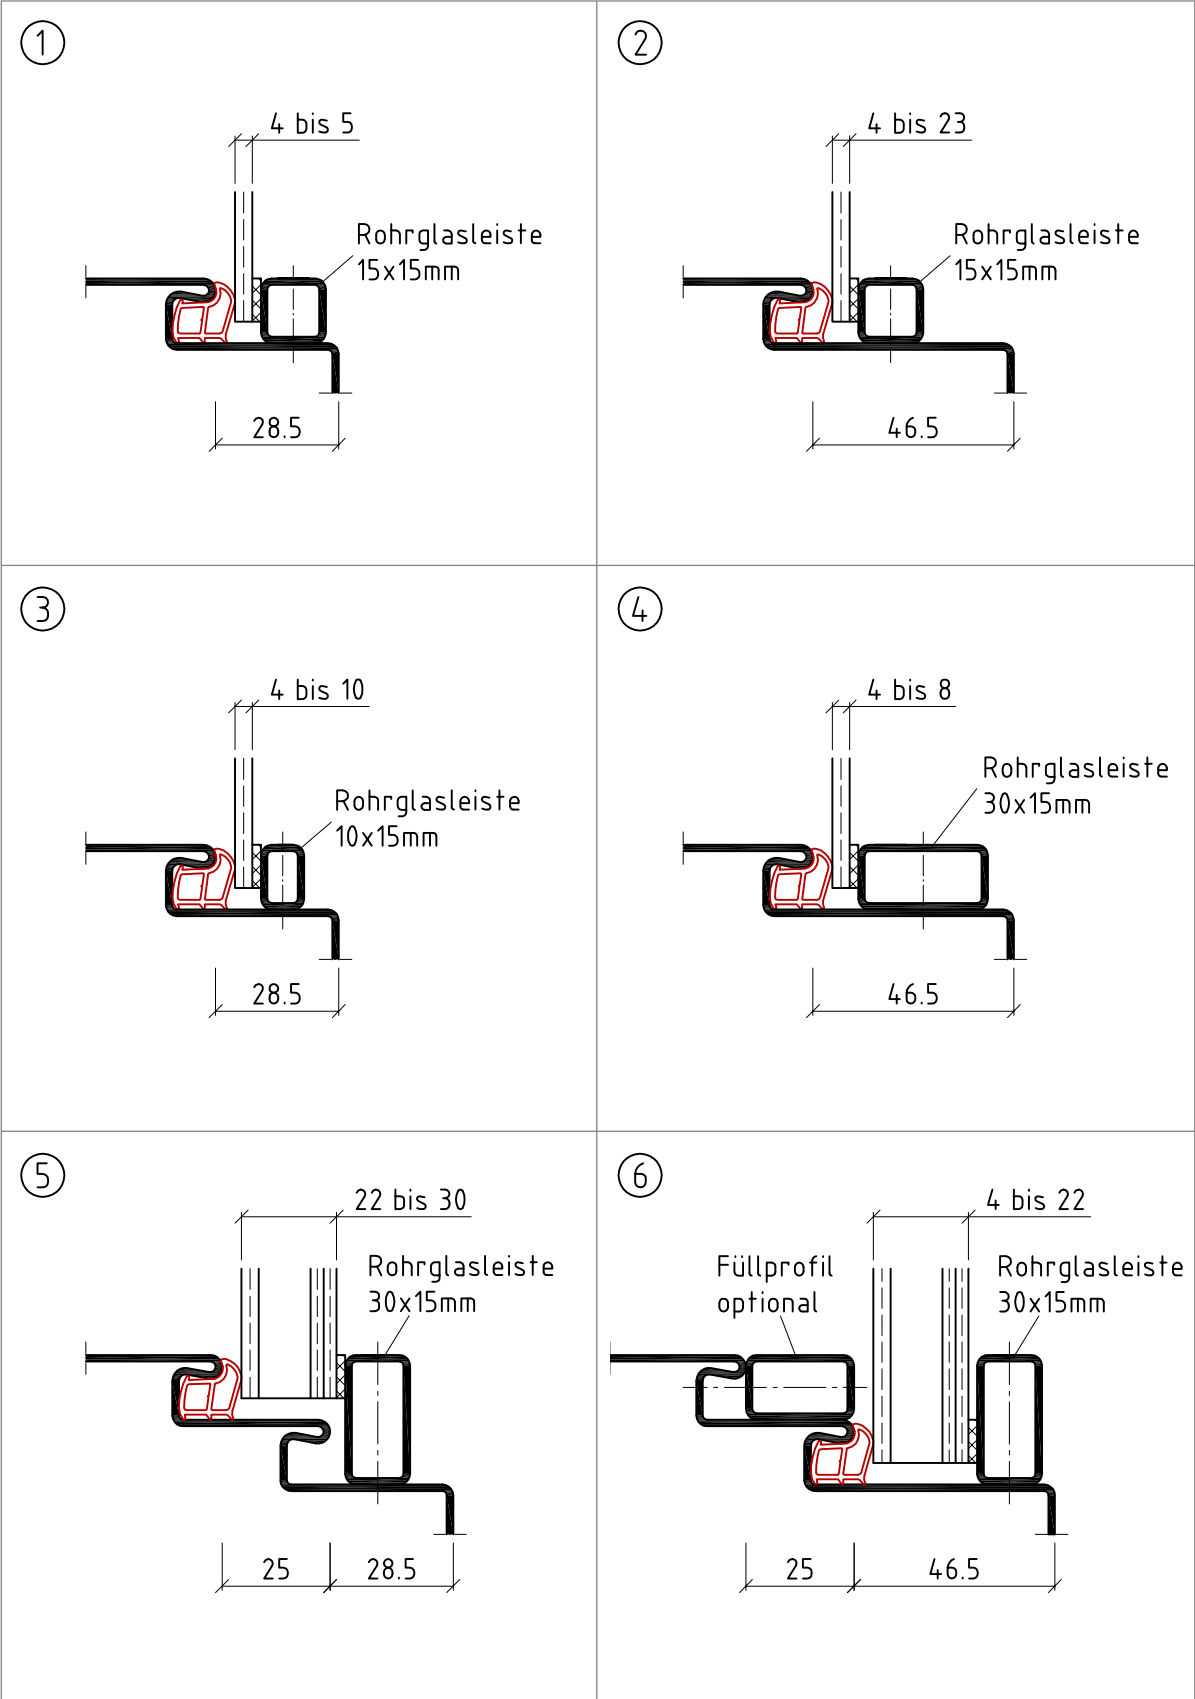 1
4 bis 5
Rohrglasleiste
15x15mm
28.5
2
4 bis 23
Rohrglasleiste
15x15mm
46.5
3
4 bis 10
Rohrglasleiste
10x15mm
28.5
4
4 bis 8
Rohrglasleiste
30x15mm
46.5
5
22 bis 30
Rohrglasleiste
30x15mm
25
28.5
6
4 bis 22
Füllprofil
optional
Rohrglasleiste
30x15mm
25
46.5